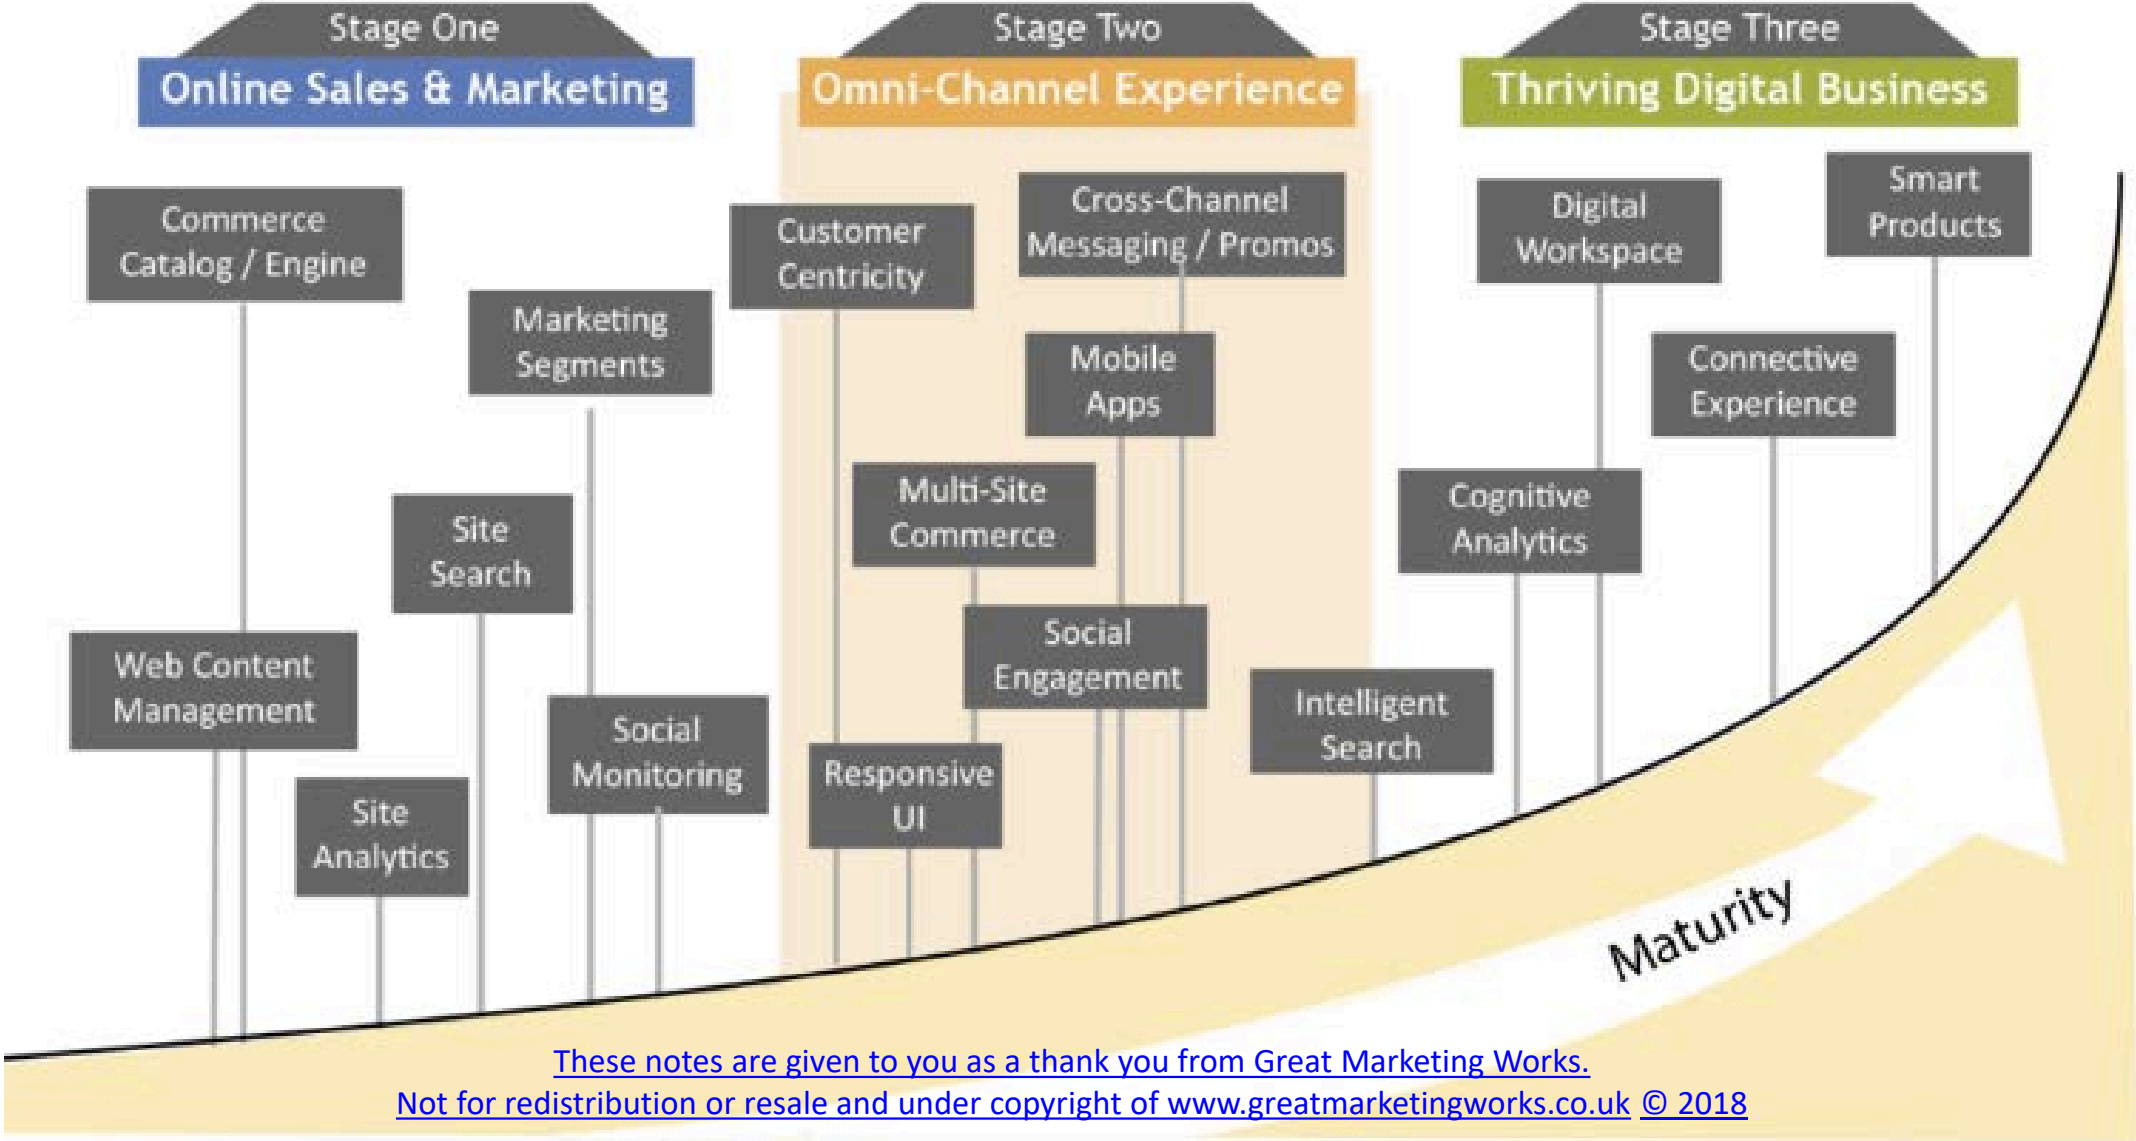 Stage One
Online Sales & Marketing
Stage Two
Omni-Channel Experience
Stage Three
Thriving Digital Business
Commerce
Catalog / Engine
Marketing
Segments
Site
Search
Web Content
Management
Social
Monitoring
Site
Analytics
Customer
Centricity
Cross-Channel
Messaging / Promos
Mobile
Apps
Multi-Site
Commerce
Social
Engagement
Responsive
UI
Digital
Workspace
Smart
Products
Connective
Experience
Cognitive
Analytics
Intelligent
Search
Maturity
These notes are given to you as a thank you from Great Marketing Works.
Not for redistribution or resale and under copyright of www.greatmarketingworks.co.uk © 2018